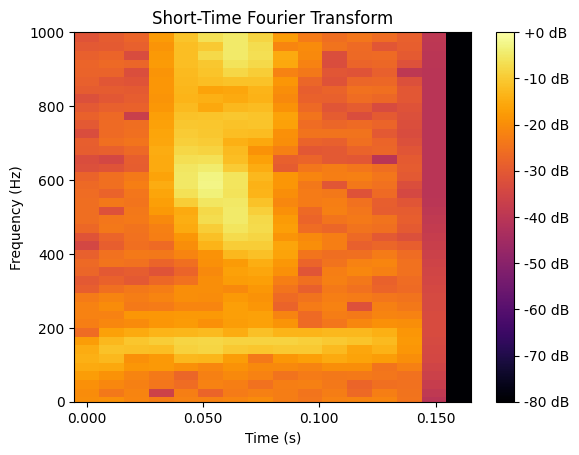 Short-Time Fourier Transform
1000
800
600
400
200
0
Frequency (Hz)
0.000
0.050
0.100
0.150
Time (s)
+0 dB
-10 dB
-20 dB
-30 dB
-40 dB
-50 dB
-60 dB
-70 dB
-80 dB